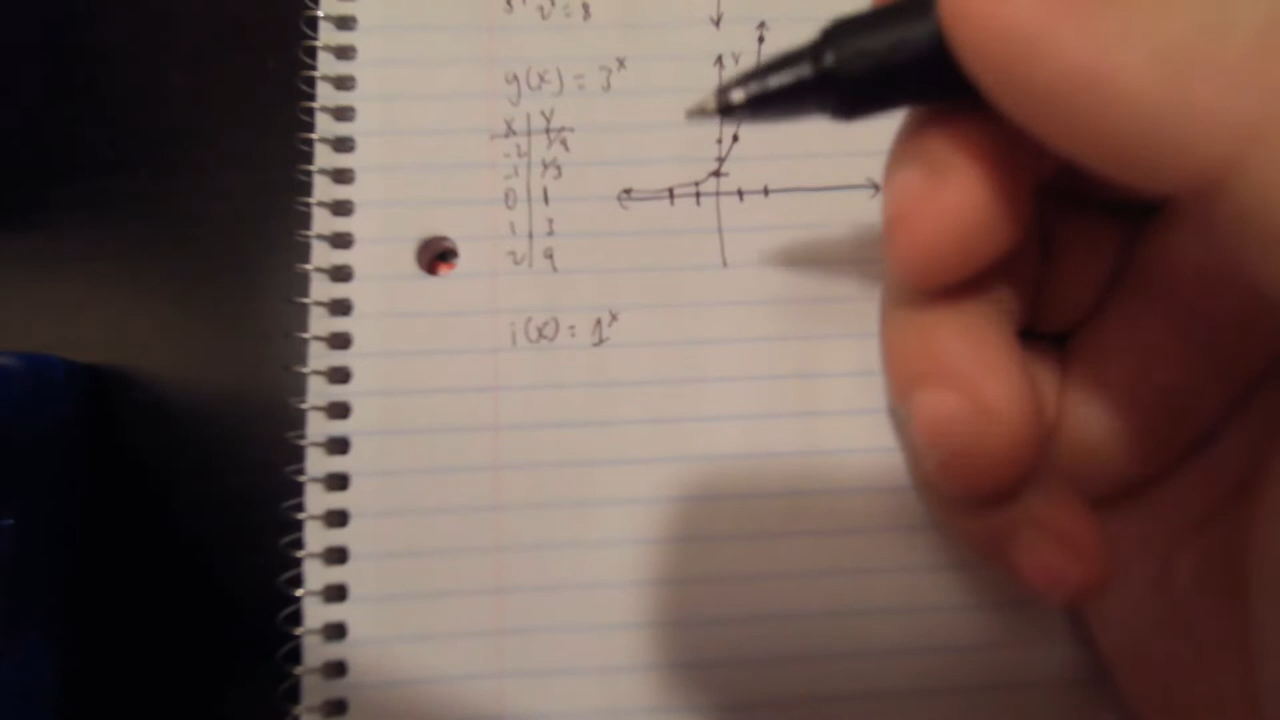 y(x) = 3^x
X | Y
-2 | 1/9
-1 | 1/3
0 | 1
1 | 3
2 | 9
Y
i(x) = 1^x